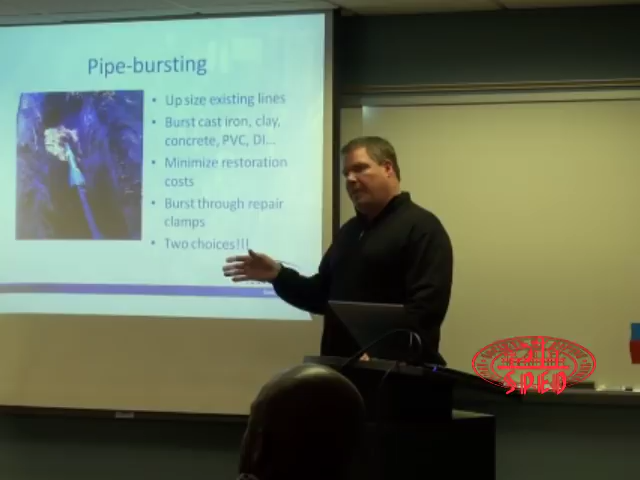 Pipe-bursting
• Up size existing lines
• Burst cast iron, clay,
concrete, PVC, DI...
• Minimize restoration
costs
• Burst through repair
clamps
• Two choices!!!
SPED